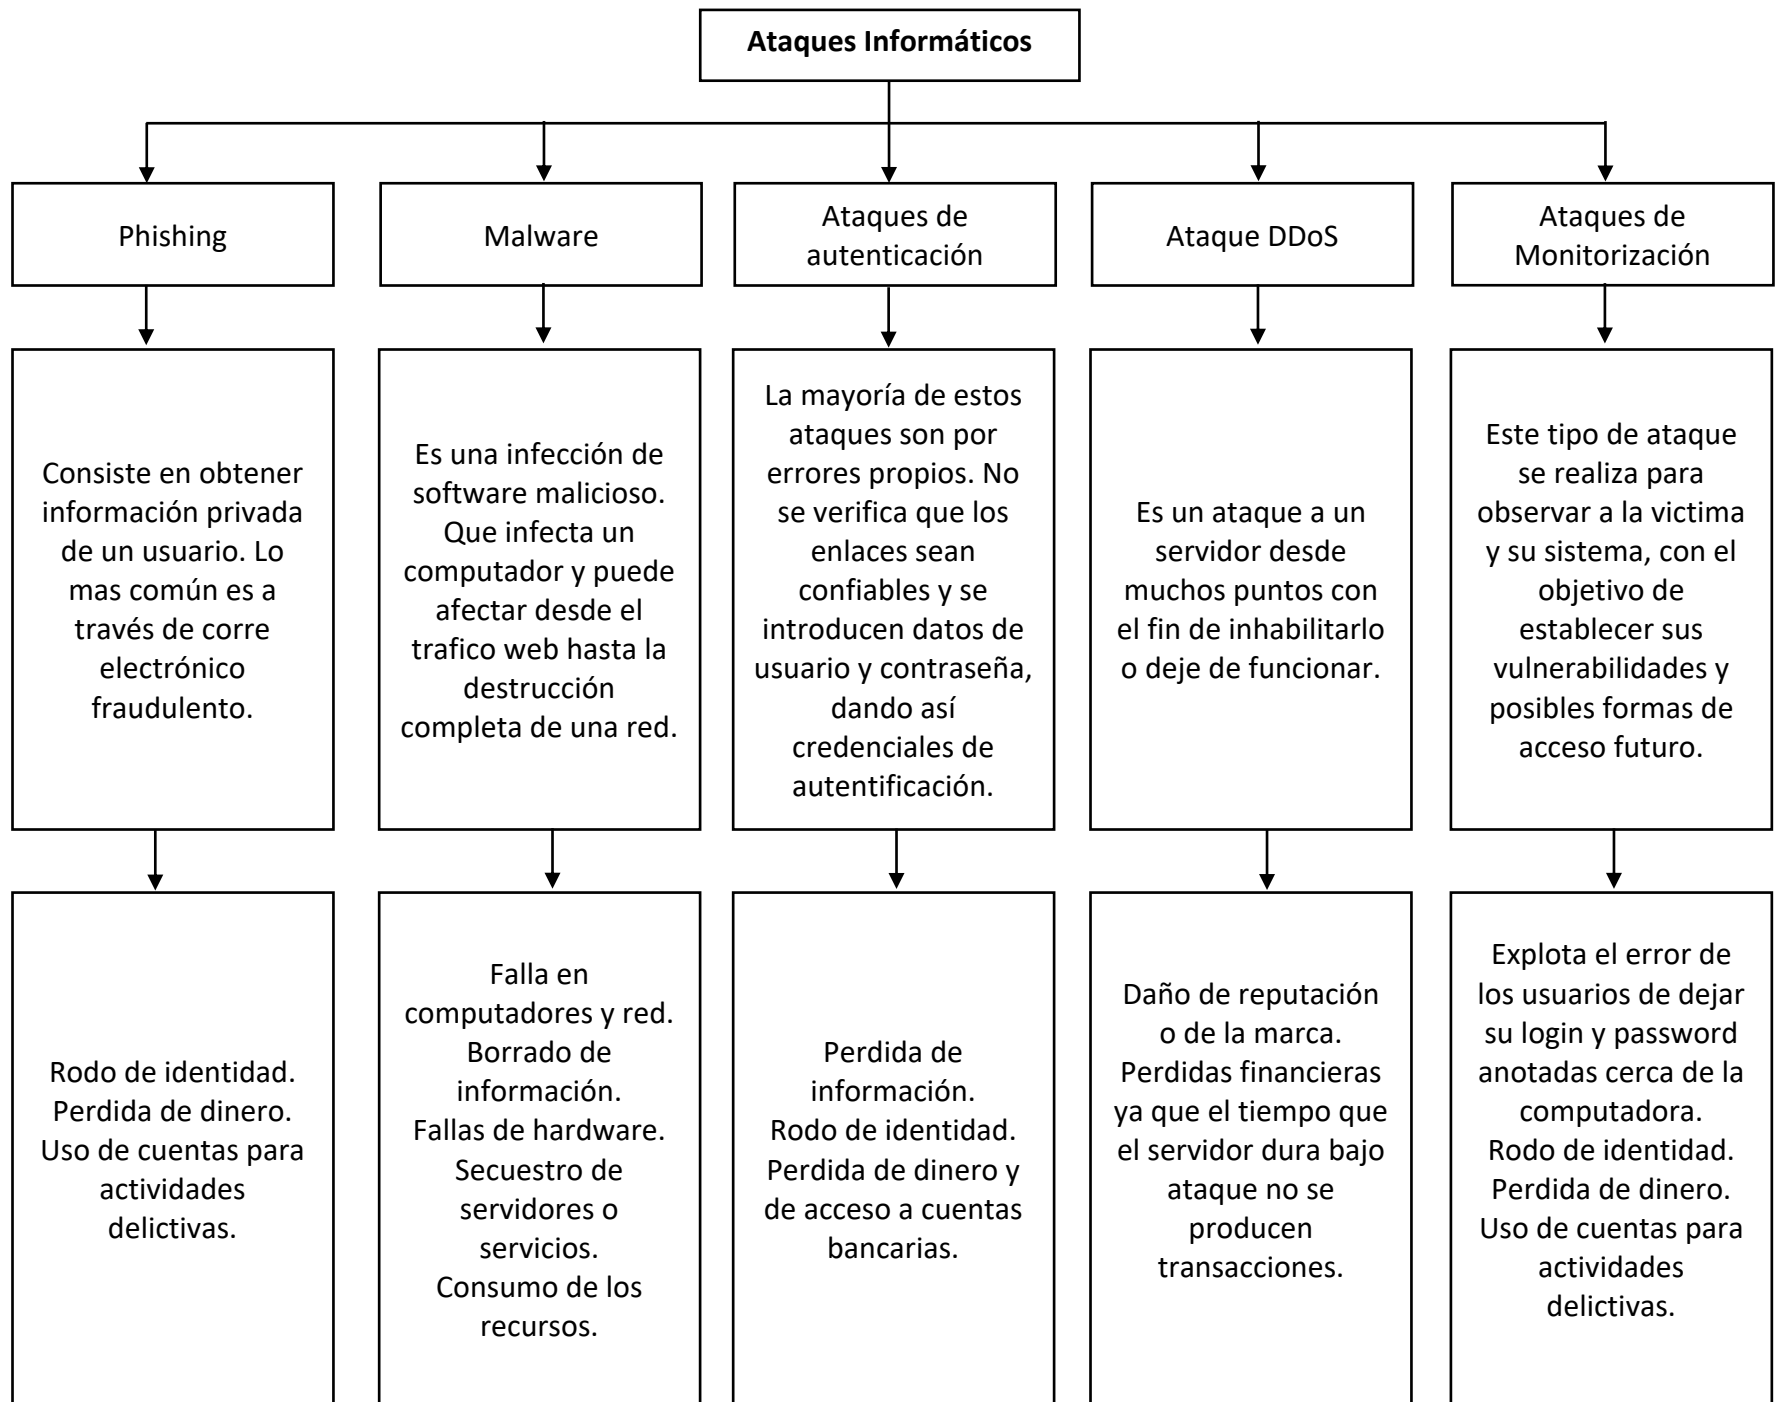 Ataques Informáticos
Phishing
Malware
Ataques de
autenticación
Ataque DDoS
Ataques de
Monitorización
Consiste en obtener
información privada
de un usuario. Lo
mas común es a
través de corre
electrónico
fraudulento.
Es una infección de
software malicioso.
Que infecta un
computador y puede
afectar desde el
trafico web hasta la
destrucción
completa de una red.
La mayoría de estos
ataques son por
errores propios. No
se verifica que los
enlaces sean
confiables y se
introducen datos de
usuario y contraseña,
dando así
credenciales de
autentificación.
Es un ataque a un
servidor desde
muchos puntos con
el fin de inhabilitarlo
o deje de funcionar.
Este tipo de ataque
se realiza para
observar a la victima
y su sistema, con el
objetivo de
establecer sus
vulnerabilidades y
posibles formas de
acceso futuro.
Rodo de identidad.
Perdida de dinero.
Uso de cuentas para
actividades
delictivas.
Falla en
computadores y red.
Borrado de
información.
Fallas de hardware.
Secuestro de
servidores o
servicios.
Consumo de los
recursos.
Perdida de
información.
Rodo de identidad.
Perdida de dinero y
de acceso a cuentas
bancarias.
Daño de reputación
o de la marca.
Perdidas financieras
ya que el tiempo que
el servidor dura bajo
ataque no se
producen
transacciones.
Explota el error de
los usuarios de dejar
su login y password
anotadas cerca de la
computadora.
Rodo de identidad.
Perdida de dinero.
Uso de cuentas para
actividades
delictivas.